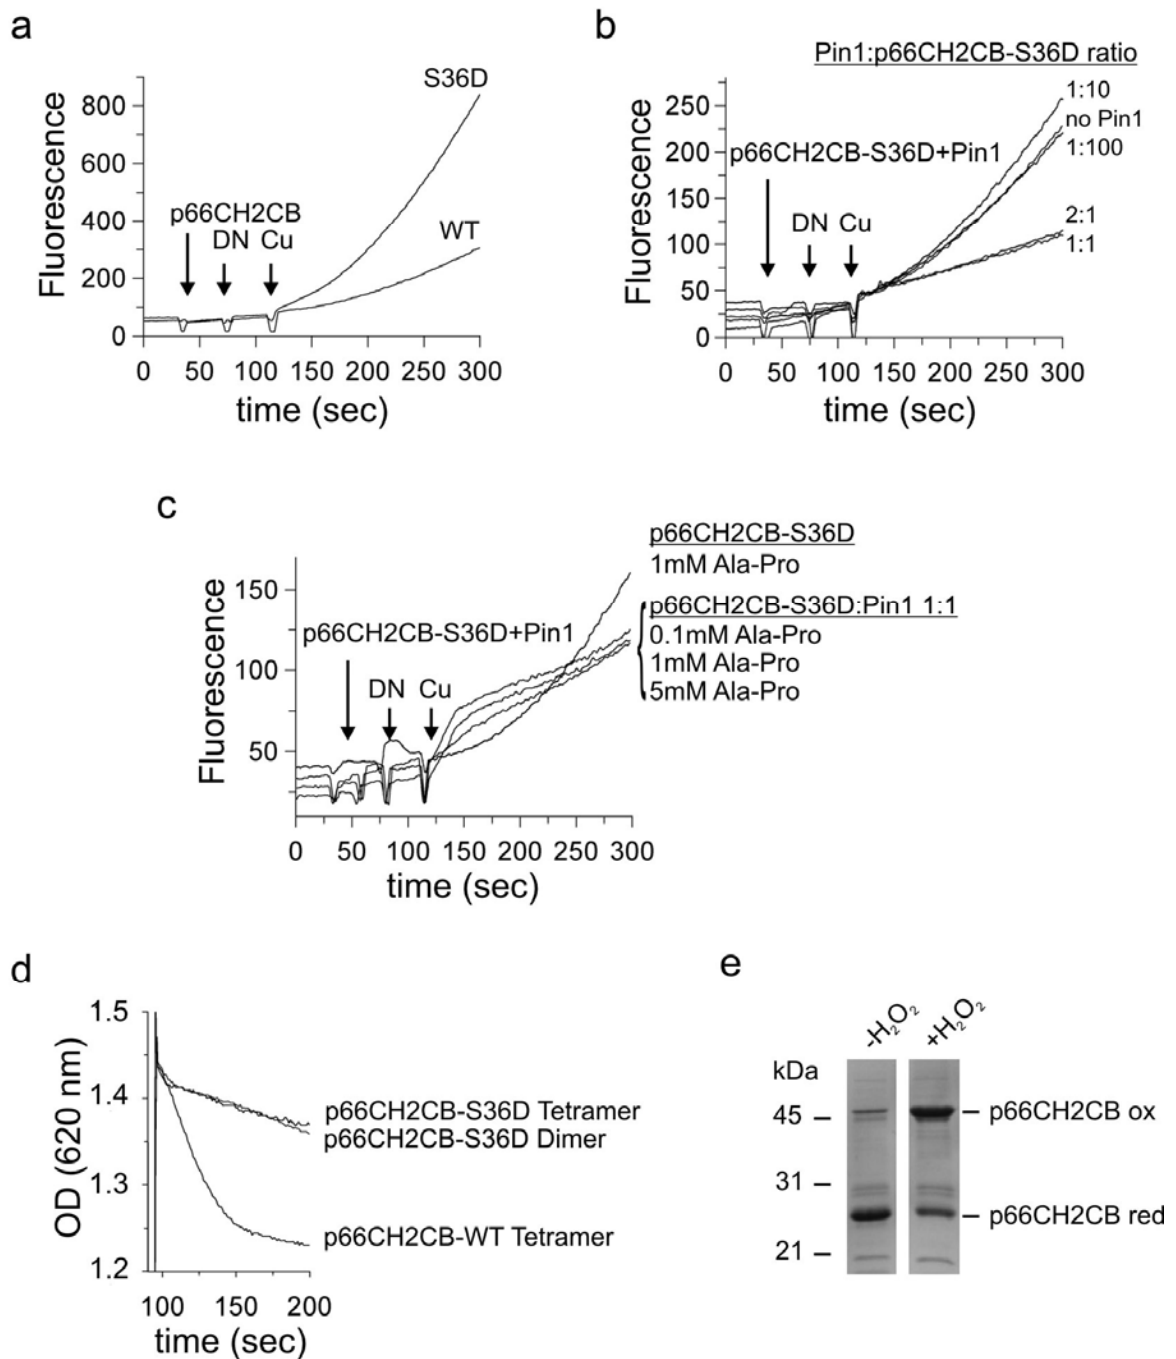 a
Fluorescence
800
600
400
200
0
S36D
WT
p66CH2CB
DN Cu
0 50 100 150 200 250 300
time (sec)
b
Pin1:p66CH2CB-S36D ratio
Fluorescence
250
200
150
100
50
0
1:10
no Pin1
1:100
2:1
1:1
p66CH2CB-S36D+Pin1
DN Cu
0 50 100 150 200 250 300
time (sec)
c
Fluorescence
150
100
50
p66CH2CB-S36D+Pin1
DN Cu
p66CH2CB-S36D
1mM Ala-Pro
p66CH2CB-S36D:Pin1 1:1
0.1mM Ala-Pro
1mM Ala-Pro
5mM Ala-Pro
0 50 100 150 200 250 300
time (sec)
d
OD (620 nm)
1.5
1.4
1.3
1.2
p66CH2CB-S36D Tetramer
p66CH2CB-S36D Dimer
p66CH2CB-WT Tetramer
100 150 200
time (sec)
e
-H₂O₂ +H₂O₂
kDa
45
31
21
p66CH2CB ox
p66CH2CB red